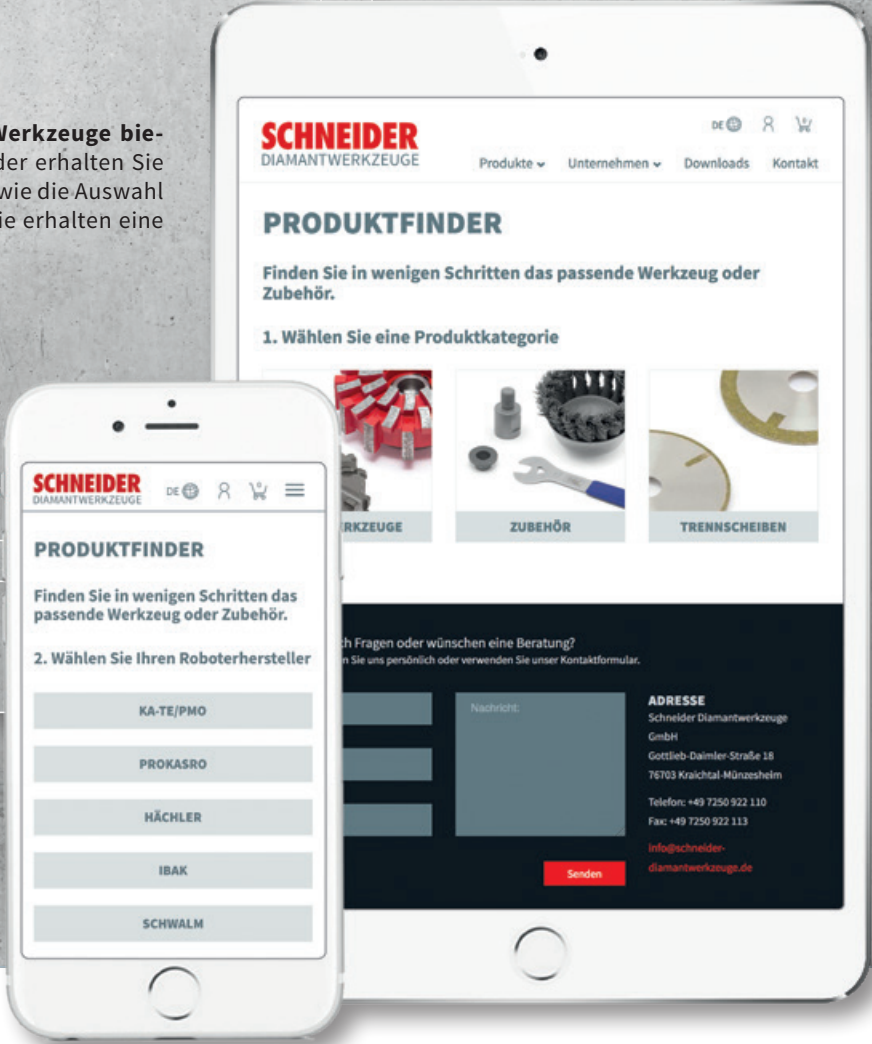 Werkzeuge bie-
der erhalten Sie
wie die Auswahl
ie erhalten eine
SCHNEIDER
DIAMANTWERKZEUGE
DE
0
Produkte
Unternehmen
Downloads
Kontakt
PRODUKTFINDER
Finden Sie in wenigen Schritten das passende Werkzeug oder
Zubehör.
1. Wählen Sie eine Produktkategorie
RKZEUGE
ZUBEHÖR
TRENNSCHEIBEN
ch Fragen oder wünschen eine Beratung?
n Sie uns persönlich oder verwenden Sie unser Kontaktformular.
Nachricht:
Senden
ADRESSE
Schneider Diamantwerkzeuge
GmbH
Gottlieb-Daimler-Straße 18
76703 Kraichtal-Münzesheim
Telefon: +49 7250 922 110
Fax: +49 7250 922 113
info@schneider-
diamantwerkzeuge.de
SCHNEIDER
DIAMANTWERKZEUGE
DE
0
PRODUKTFINDER
Finden Sie in wenigen Schritten das
passende Werkzeug oder Zubehör.
2. Wählen Sie Ihren Roboterhersteller
KA-TE/PMO
PROKASRO
HÄCHLER
IBAK
SCHWALM